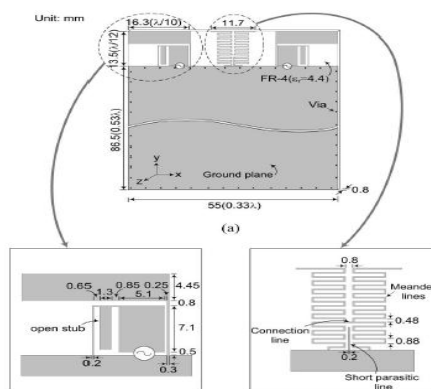 Unit: mm
16.3(λ/10)
11.7
13.5(λ/12)
FR-4(εr=4.4)
Via
86.5(0.53λ)
y
x
z
Ground plane
0.8
55(0.33λ)
(a)
0.65
1.3
0.85
0.25
5.1
4.45
0.8
open stub
7.1
0.5
0.2
0.3
0.8
Meander
lines
0.48
Connection
line
0.88
0.2
Short parasitic
line